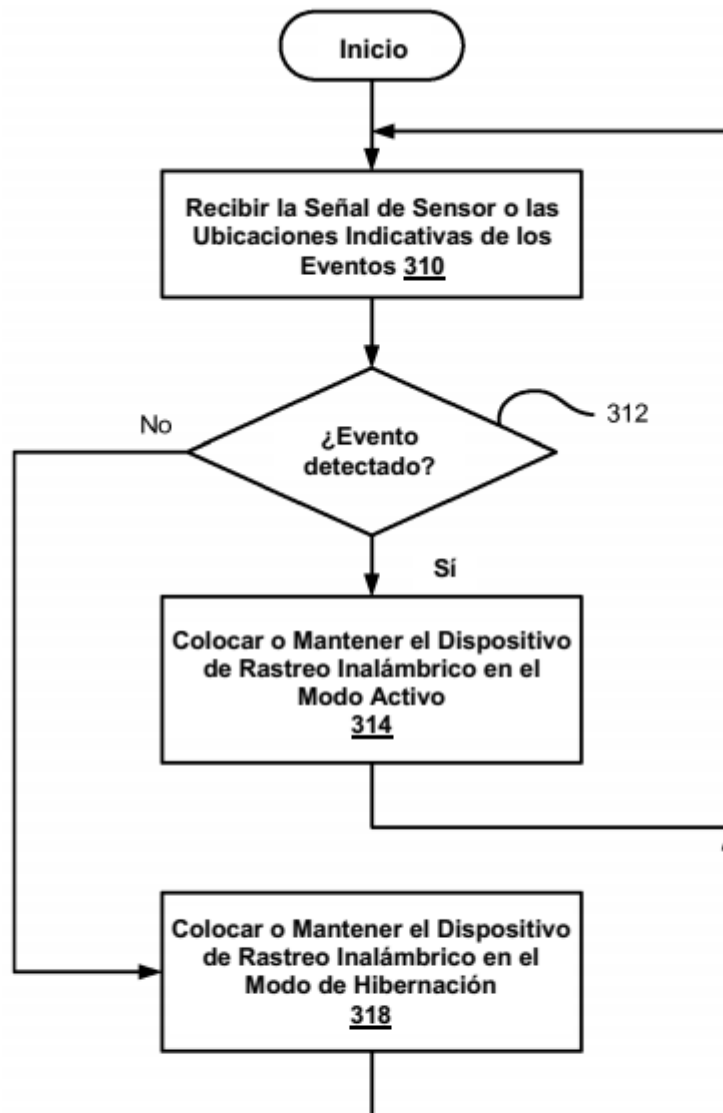 Inicio
Recibir la Señal de Sensor o las
Ubicaciones Indicativas de los
Eventos 310
No
¿Evento
detectado?
312
Sí
Colocar o Mantener el Dispositivo
de Rastreo Inalámbrico en el
Modo Activo
314
Colocar o Mantener el Dispositivo
de Rastreo Inalámbrico en el
Modo de Hibernación
318